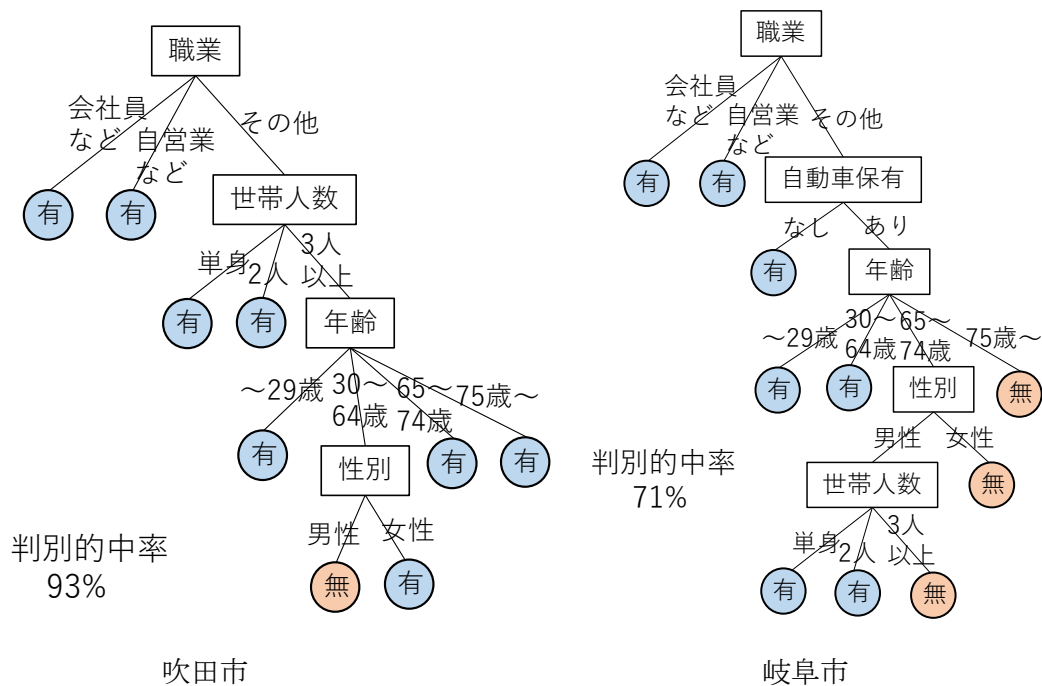 職業
会社員
など
自営業
など
その他
有
有
世帯人数
単身
2人
3人
以上
有
有
年齢
～29歳
30～
64歳
65～
74歳
75歳～
有
性別
有
有
男性
女性
無
有
判別的中率
93%
吹田市
職業
会社員
など
自営業
など
その他
有
有
自動車保有
なし
あり
有
年齢
～29歳
30～
64歳
65～
74歳
75歳～
有
有
性別
無
男性
女性
世帯人数
無
単身
2人
3人
以上
有
有
無
判別的中率
71%
岐阜市